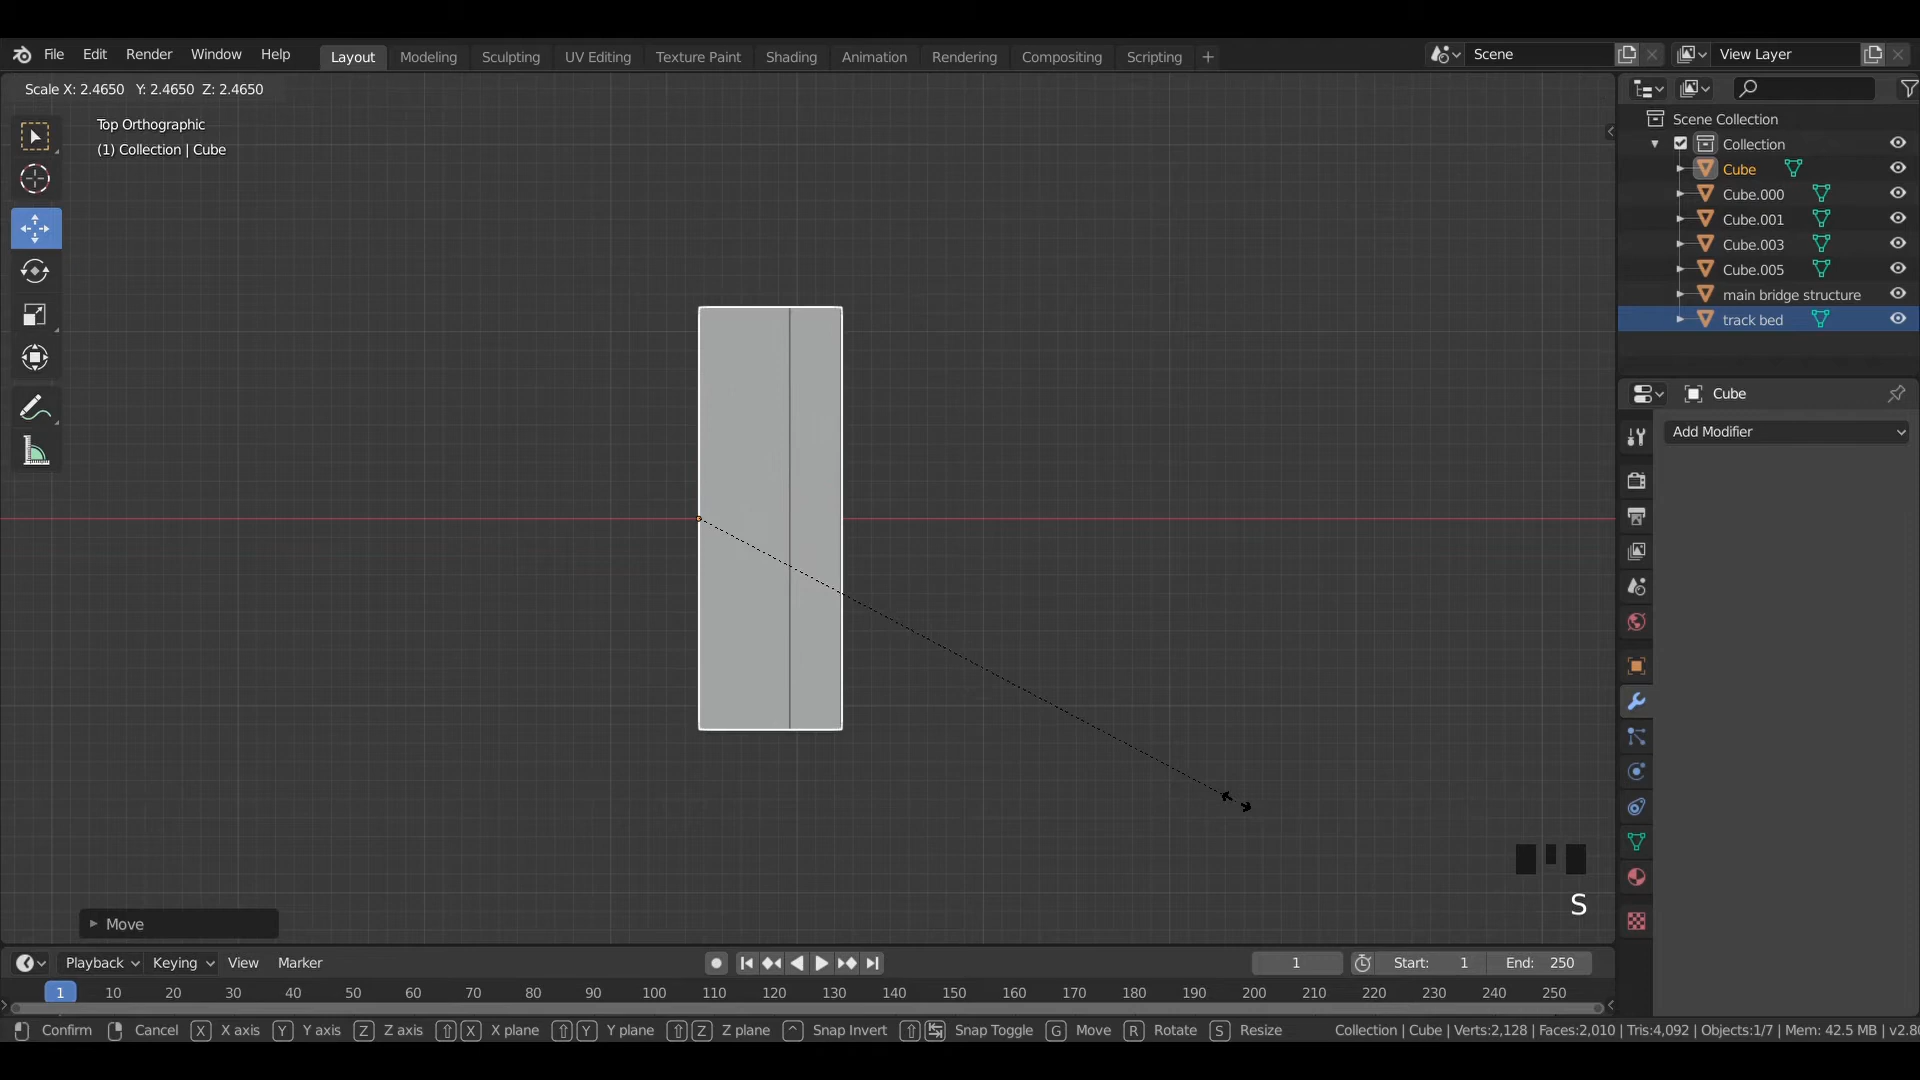 File Edit Render Window Help Layout Modeling Sculpting UV Editing Texture Paint Shading Animation Rendering Compositing Scripting + Scene View Layer
Scale X: 2.4650 Y: 2.4650 Z: 2.4650
Top Orthographic
(1) Collection | Cube
Scene Collection
Collection
Cube
Cube.000
Cube.001
Cube.003
Cube.005
main bridge structure
track bed
Cube
Add Modifier
S
Move
Playback Keying View Marker 1 Start: 1 End: 250
1 10 20 30 40 50 60 70 80 90 100 110 120 130 140 150 160 170 180 190 200 210 220 230 240 250
Confirm Cancel X X axis Y Y axis Z Z axis X X plane Y Y plane Z Z plane ^ Snap Invert Snap Toggle G Move R Rotate S Resize Collection | Cube | Verts:2,128 | Faces:2,010 | Tris:4,092 | Objects:1/7 | Mem: 42.5 MB | v2.80